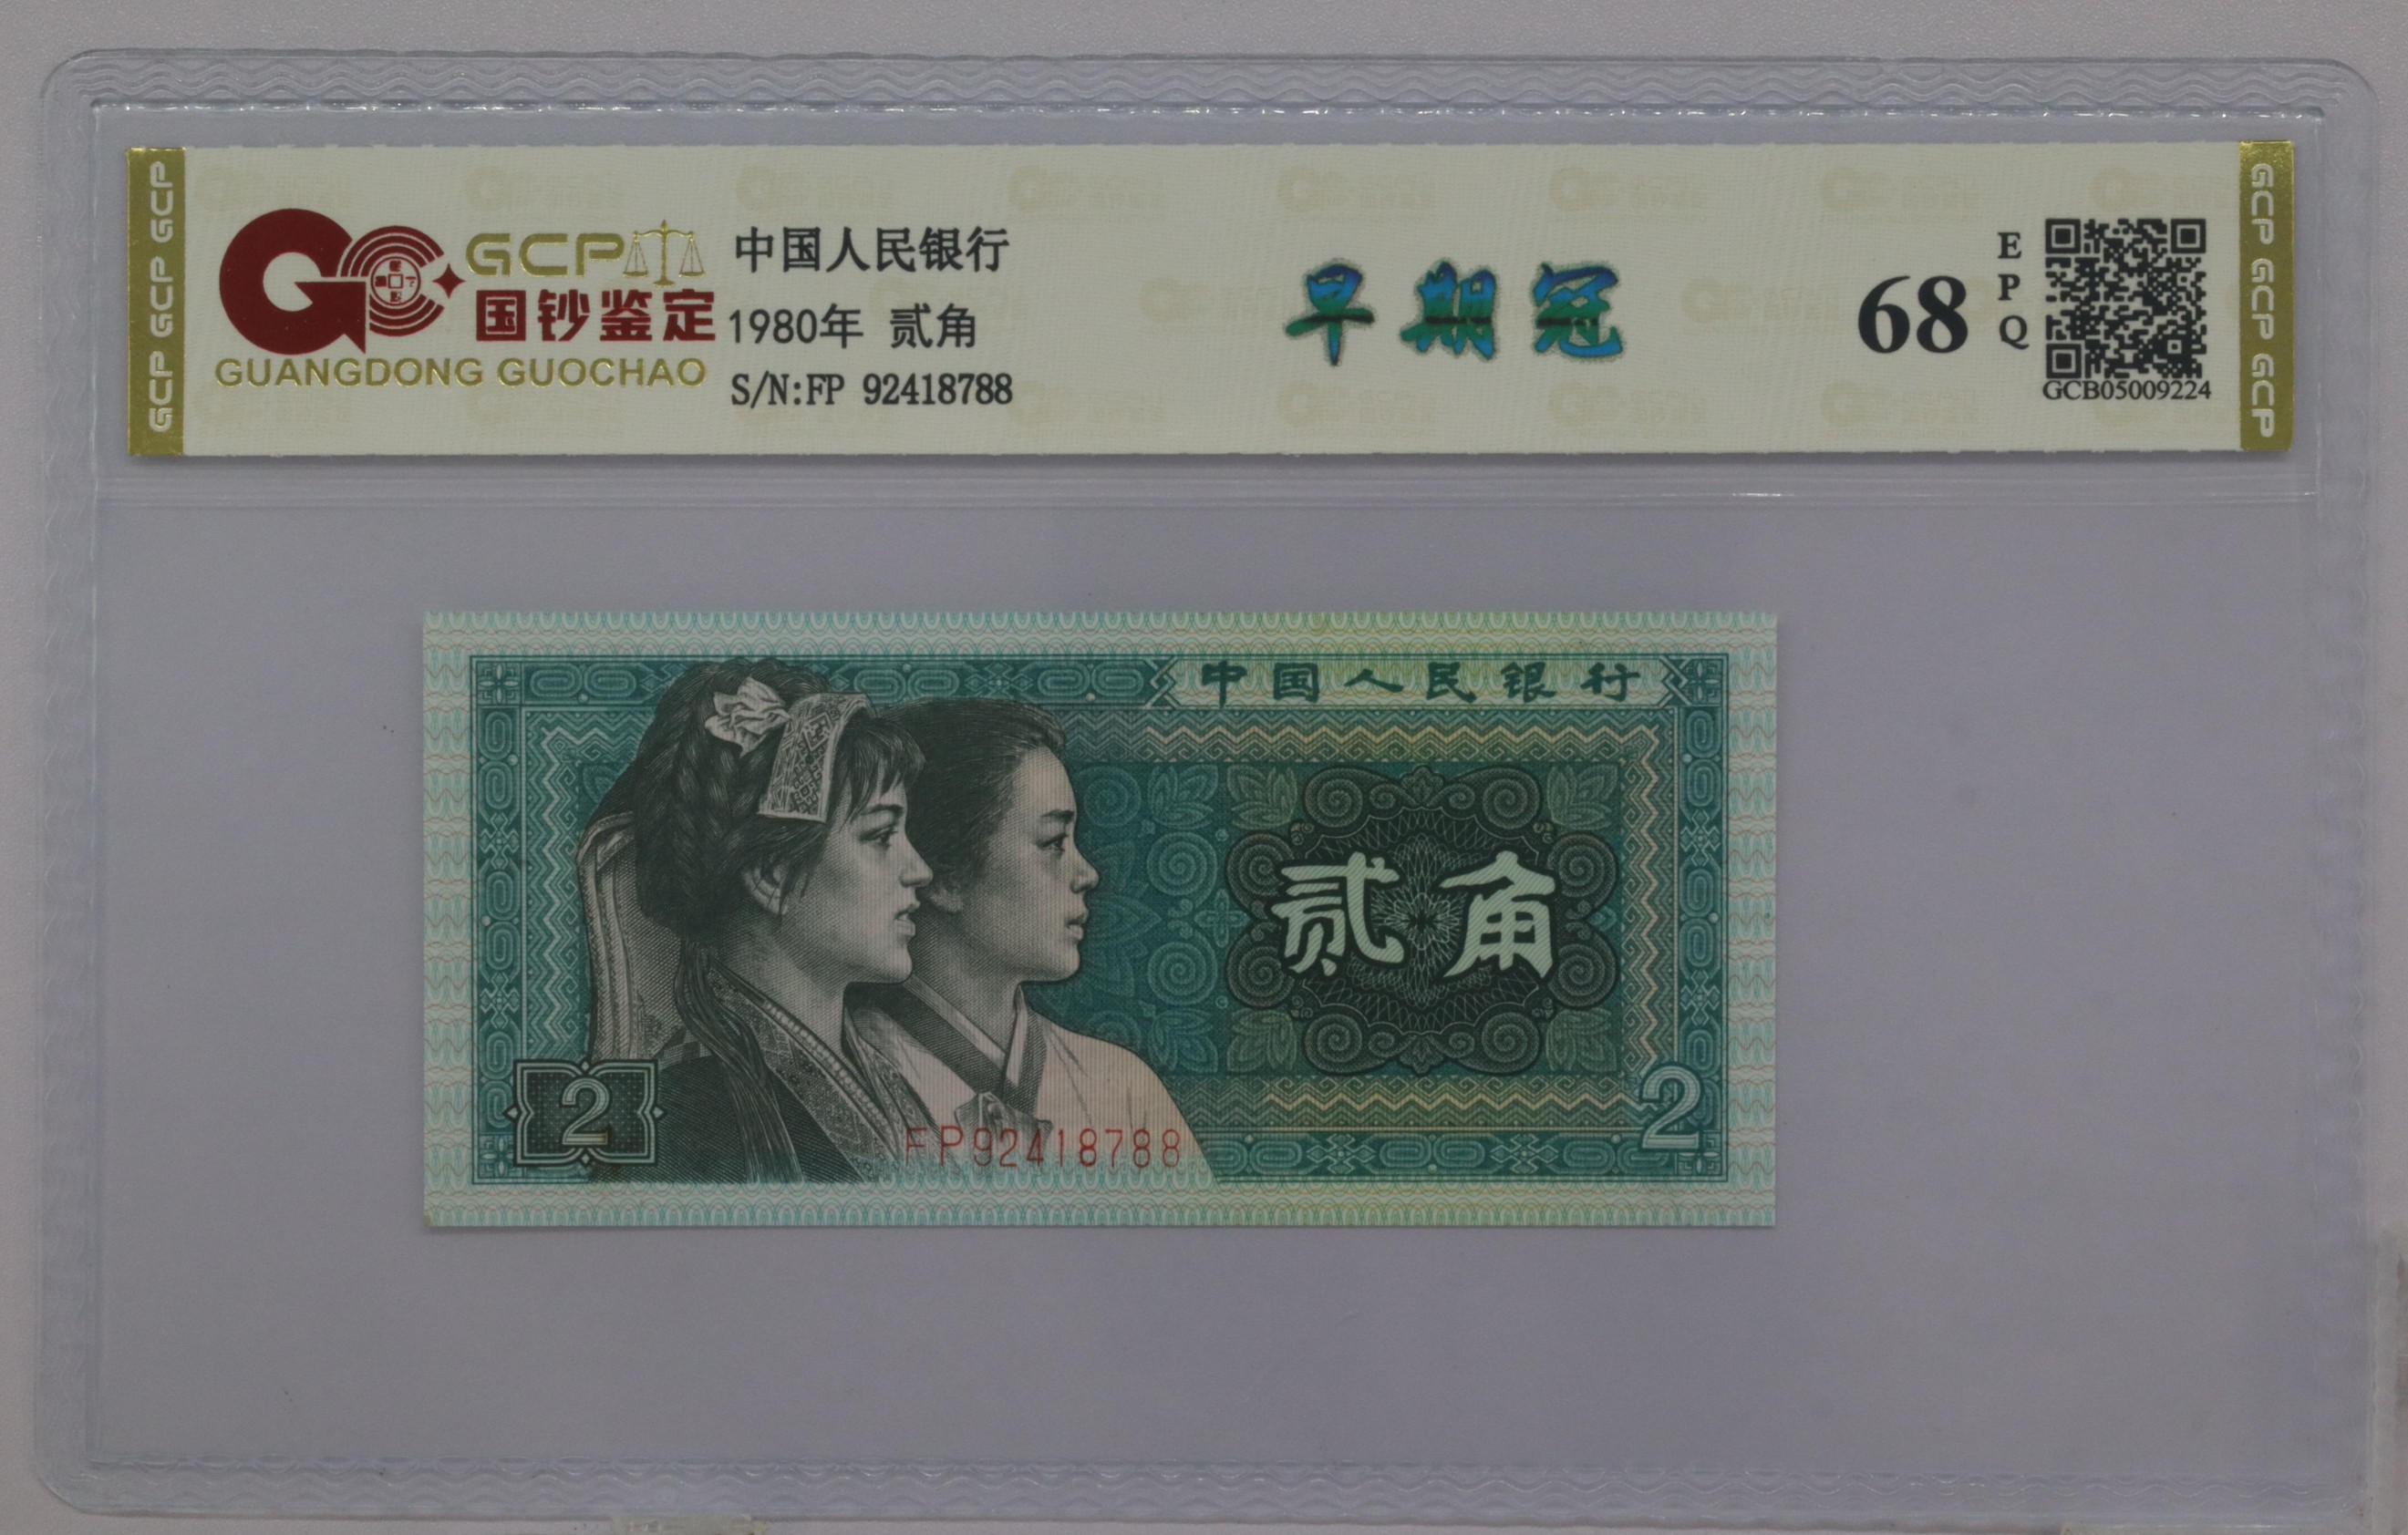 GCP GCP GCP
GCP
国钞鉴定
GUANGDONG GUOCHAO
中国人民银行
1980年 贰角
S/N:FP 92418788
早期冠
68
EPQ
GCB05009224
GCP GCP GCP
中国人民银行
贰角
2
2
FP92418788